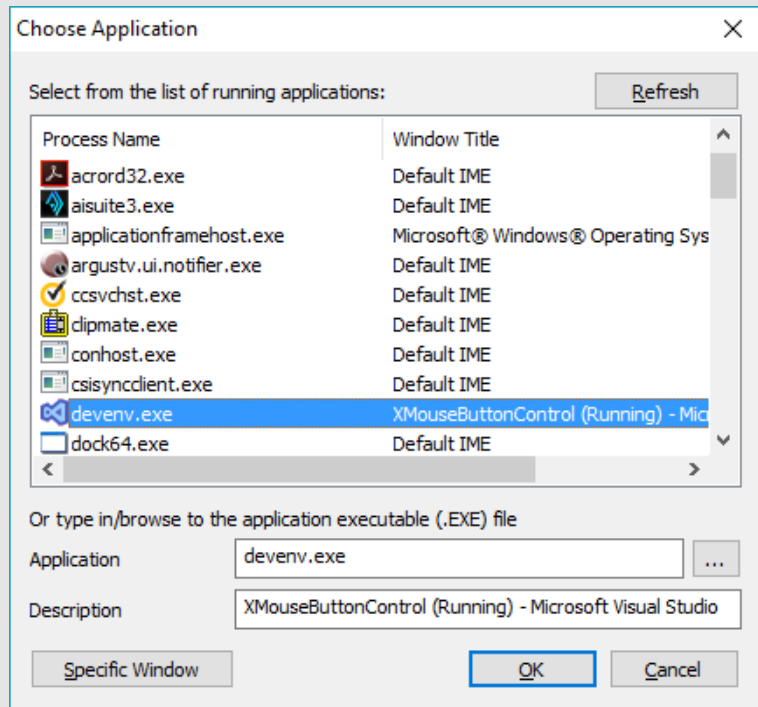 Choose Application
Select from the list of running applications: Refresh
Process Name Window Title
acrord32.exe Default IME
aisuite3.exe Default IME
applicationframehost.exe Microsoft® Windows® Operating Sys
argustv.ui.notifier.exe Default IME
ccsvchst.exe Default IME
clipmate.exe Default IME
conhost.exe Default IME
csisyncclient.exe Default IME
devenv.exe XMouseButtonControl (Running) - Mic
dock64.exe Default IME
Or type in/browse to the application executable (.EXE) file
Application devenv.exe ...
Description XMouseButtonControl (Running) - Microsoft Visual Studio
Specific Window OK Cancel